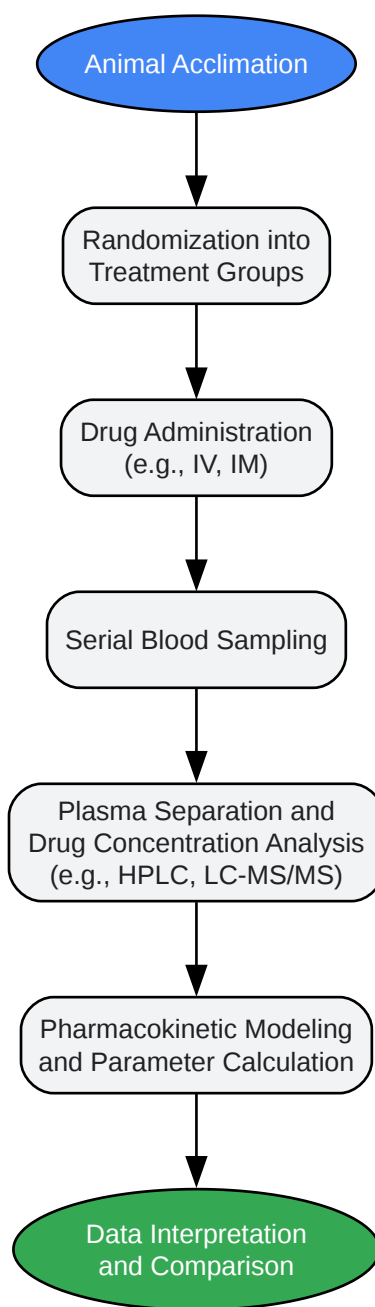 Animal Acclimation
Randomization into
Treatment Groups
Drug Administration
(e.g., IV, IM)
Serial Blood Sampling
Plasma Separation and
Drug Concentration Analysis
(e.g., HPLC, LC-MS/MS)
Pharmacokinetic Modeling
and Parameter Calculation
Data Interpretation
and Comparison